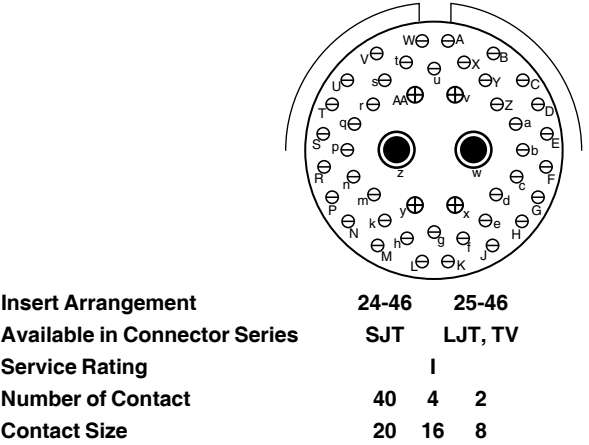 W A
V t u X B
U s Y C
T r AA v Z D
S q a E
R p z w b F
P n c G
N m y x d H
M k h g f e J
L K
Insert Arrangement 24-46 25-46
Available in Connector Series SJT LJT, TV
Service Rating I
Number of Contact 40 4 2
Contact Size 20 16 8